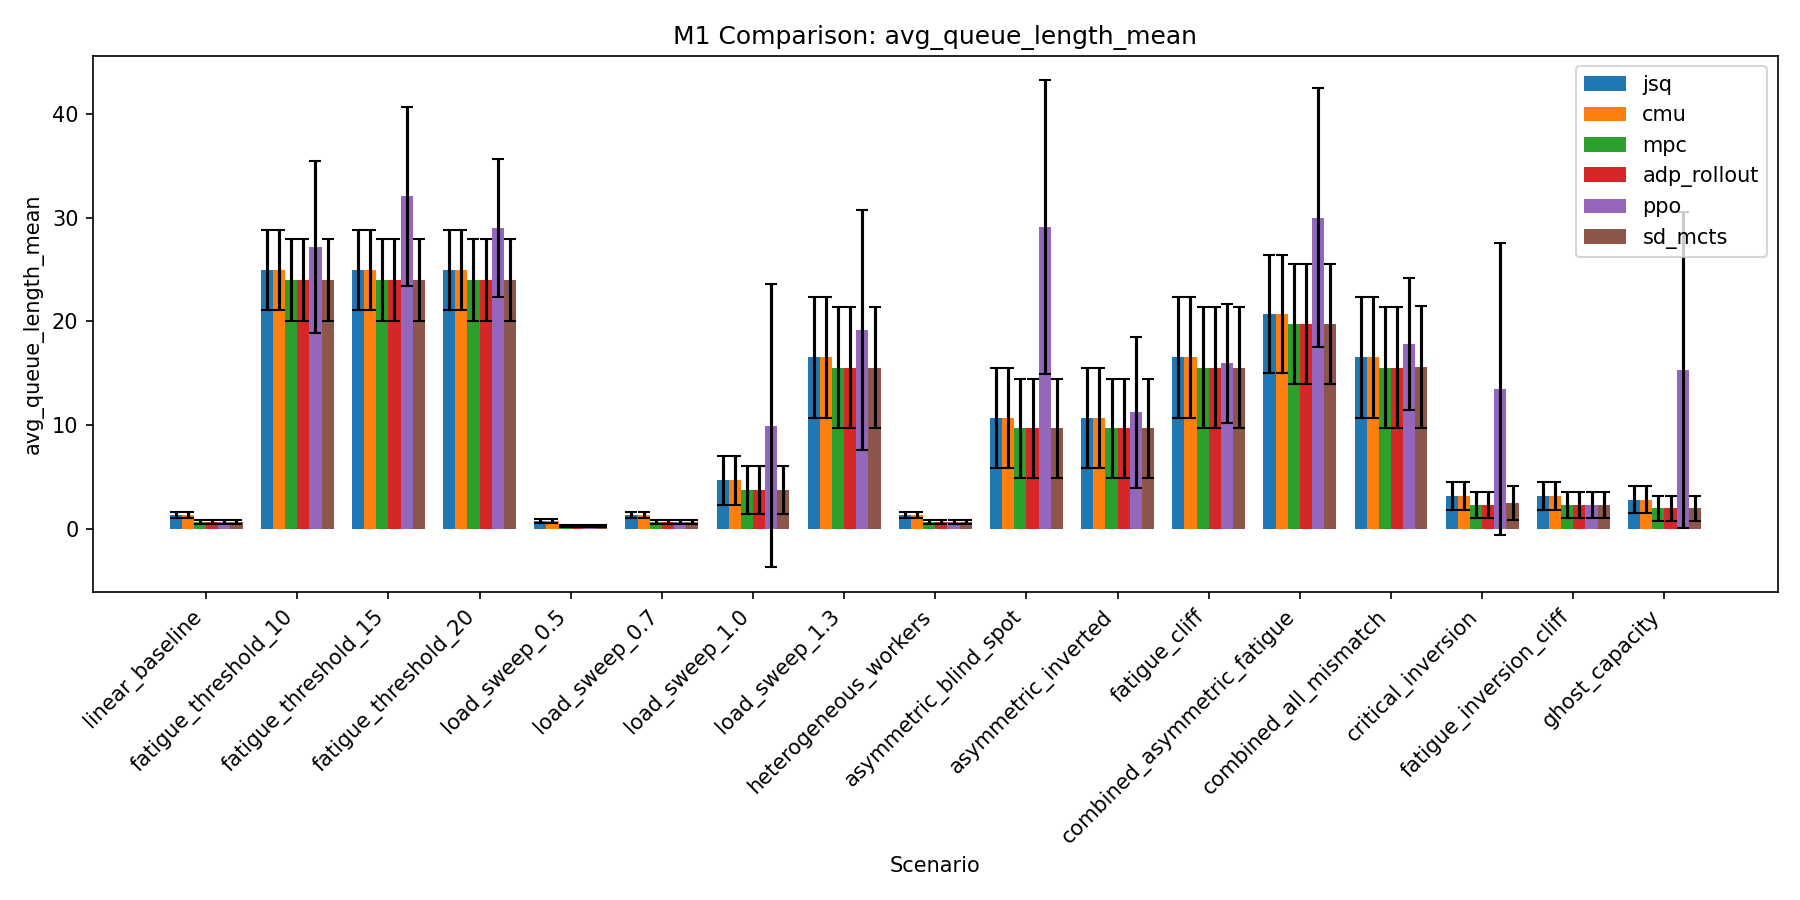 M1 Comparison: avg_queue_length_mean
avg_queue_length_mean
40
30
20
10
0
jsq
cmu
mpc
adp_rollout
ppo
sd_mcts
linear_baseline
fatigue_threshold_10
fatigue_threshold_15
fatigue_threshold_20
load_sweep_0.5
load_sweep_0.7
load_sweep_1.0
load_sweep_1.3
heterogeneous_workers
asymmetric_blind_spot
asymmetric_inverted
fatigue_cliff
combined_asymmetric_fatigue
combined_all_mismatch
critical_inversion
fatigue_inversion_cliff
ghost_capacity
Scenario